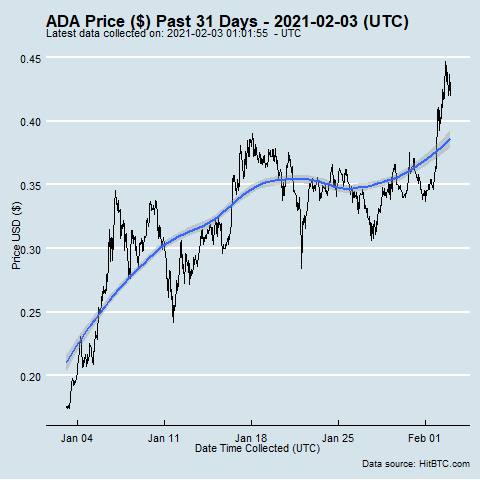 ADA Price ($) Past 31 Days - 2021-02-03 (UTC)
Latest data collected on: 2021-02-03 01:01:55  - UTC
0.45
0.40
0.35
0.30
0.25
0.20
Price USD ($)
Jan 04
Jan 11
Jan 18
Jan 25
Feb 01
Date Time Collected (UTC)
Data source: HitBTC.com